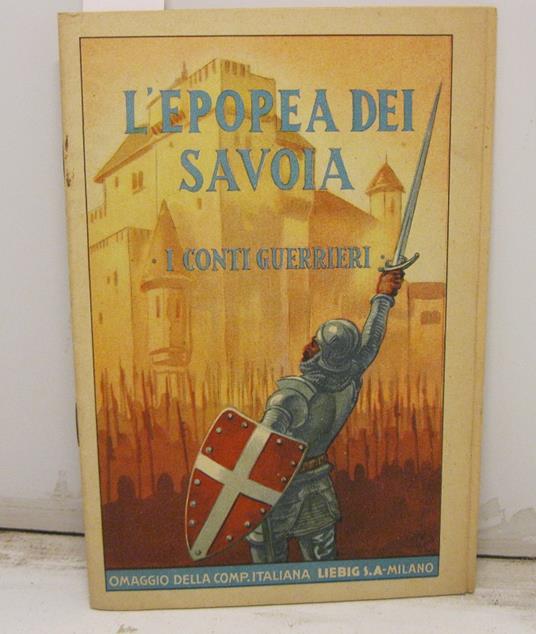 L'EPOPEA DEI
SAVOIA
· I CONTI GUERRIERI ·
OMAGGIO DELLA COMP. ITALIANA LIEBIG S.A-MILANO